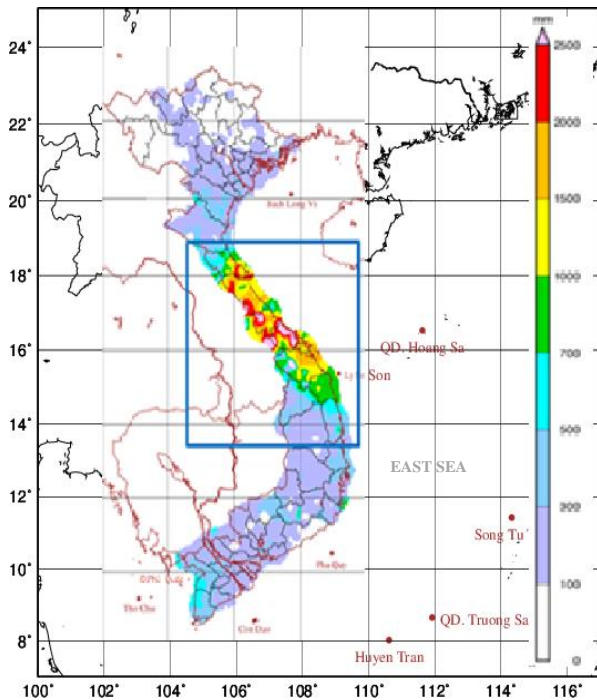 mm
24°
2500
22°
2000
20°
Bach Long Vi
1500
18°
1000
QD. Hoang Sa
16°
700
Ly Son
14°
500
EAST SEA
12°
300
Song Tu
Phu Quy
10°
Tho Chu
Con Dao
100
QD. Truong Sa
8°
Huyen Tran
0
100° 102° 104° 106° 108° 110° 112° 114° 116°